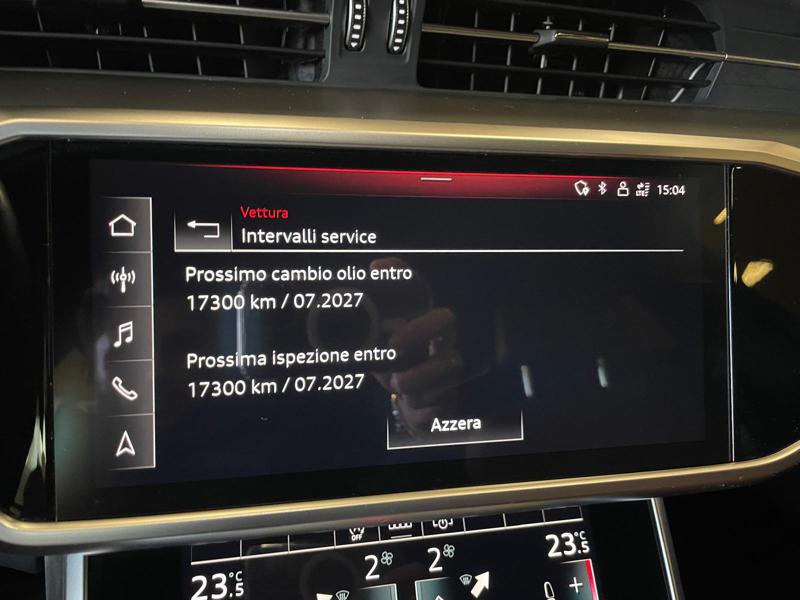 LTE
15:04
Vettura
Intervalli service
Prossimo cambio olio entro
17300 km / 07.2027
Prossima ispezione entro
17300 km / 07.2027
Azzera
OFF
2 2
23.5 °C 23.5 °C
+